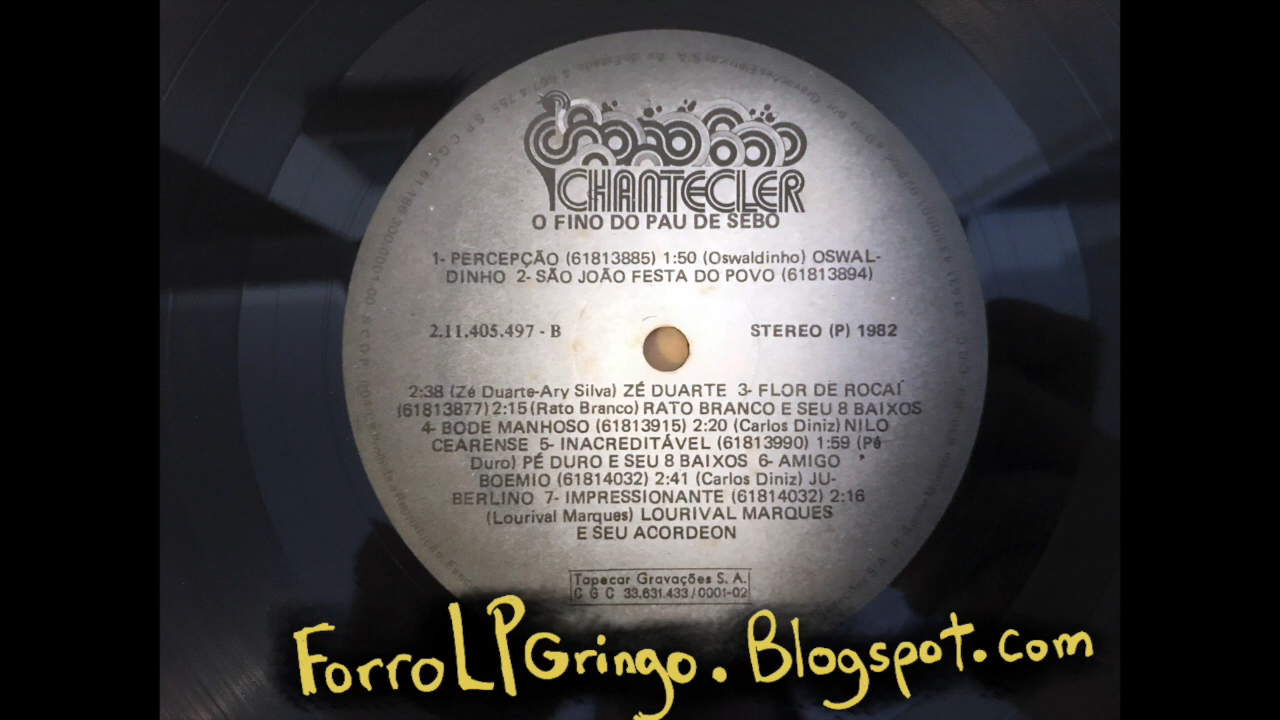 CHANTECLER
O FINO DO PAU DE SEBO
1- PERCEPÇÃO (61813885) 1:50 (Oswaldinho) OSWAL-
DINHO 2- SÃO JOÃO FESTA DO POVO (61813894)
2.11.405.497 - B
STEREO (P) 1982
2:38 (Zé Duarte-Ary Silva) ZÉ DUARTE 3- FLOR DE ROÇAÍ
(61813877) 2:15 (Rato Branco) RATO BRANCO E SEU 8 BAIXOS
4- BODE MANHOSO (61813915) 2:20 (Carlos Diniz) NILO
CEARENSE 5- INACREDITÁVEL (61813990) 1:59 (Pé
Duro) PÉ DURO E SEU 8 BAIXOS 6- AMIGO
BOEMIO (61814032) 2:41 (Carlos Diniz) JU-
BERLINO 7- IMPRESSIONANTE (61814032) 2:16
(Lourival Marques) LOURIVAL MARQUES
E SEU ACORDEON
Tapecar Gravações S. A.
C G C 33.631.433/0001-02
ForroLPGringo.Blogspot.com